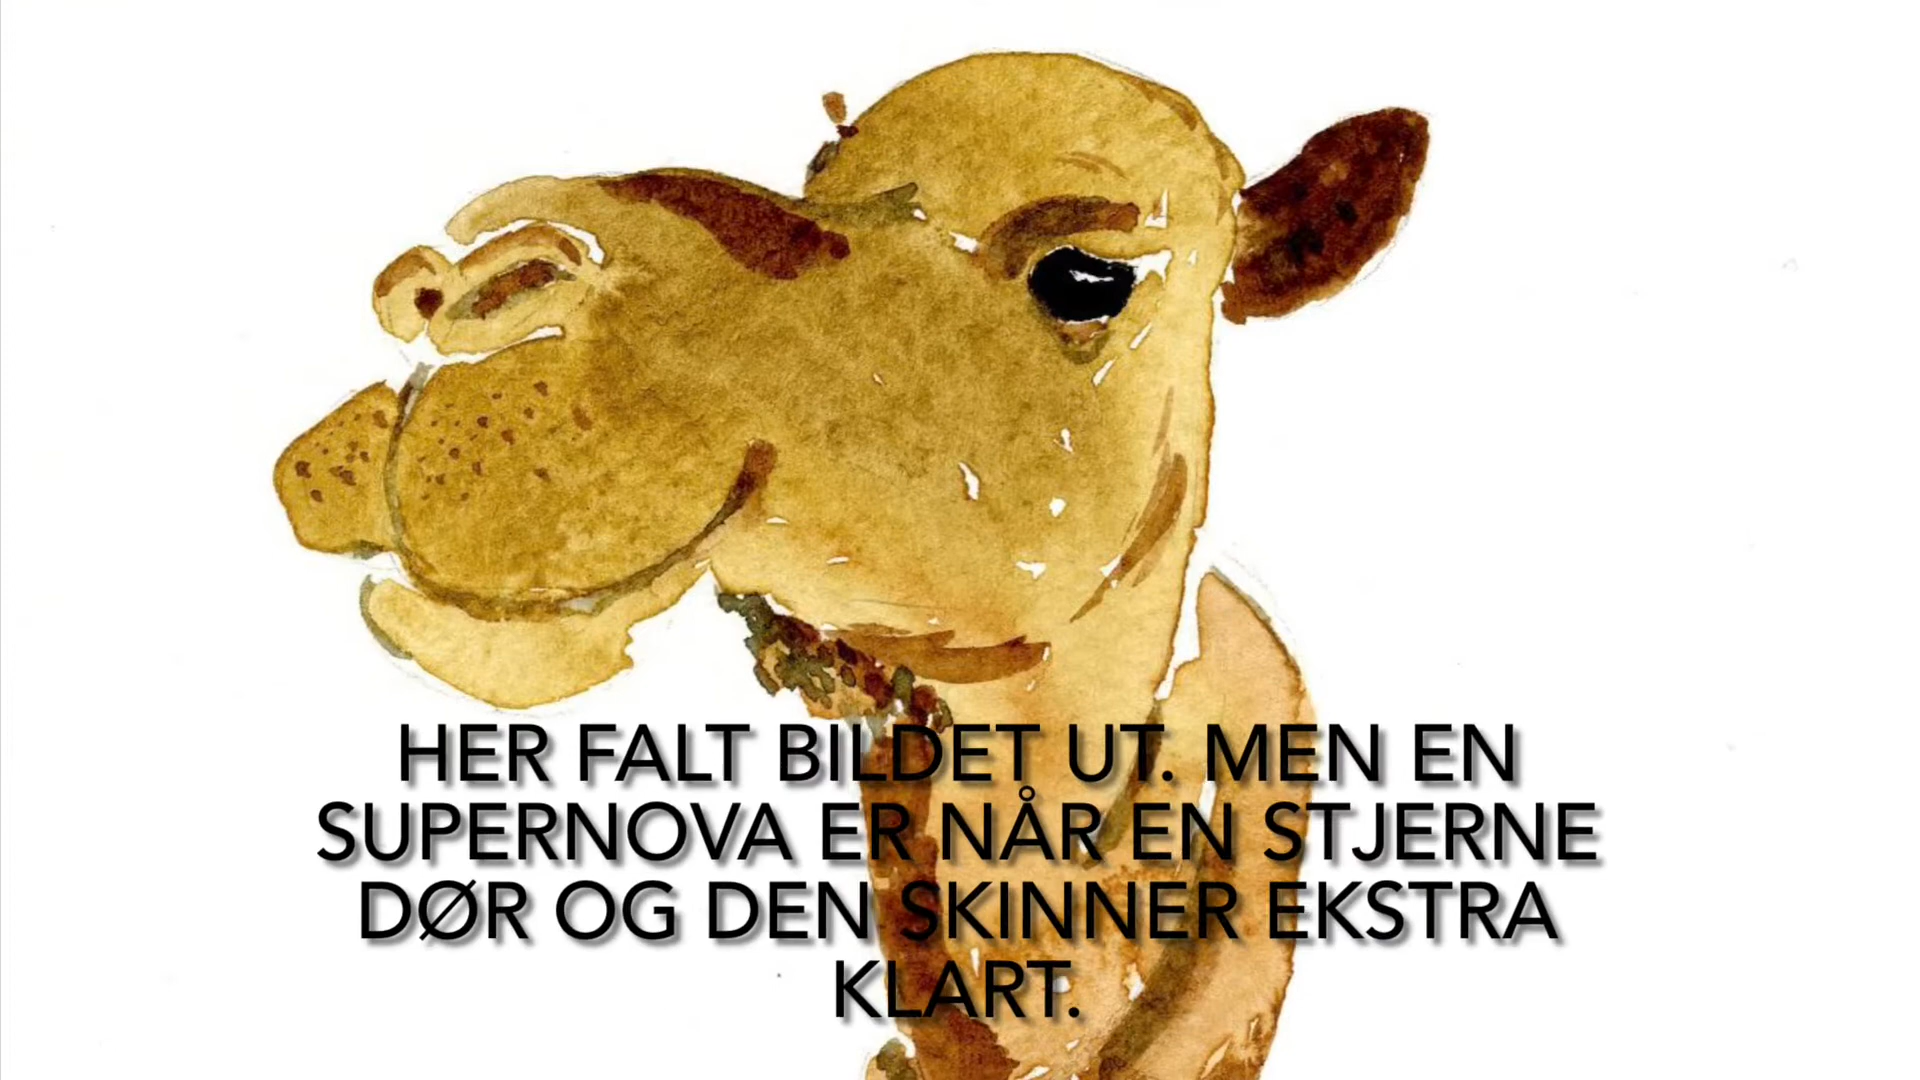 HER FALT BILDET UT. MEN EN
SUPERNOVA ER NÅR EN STJERNE
DØR OG DEN SKINNER EKSTRA
KLART.